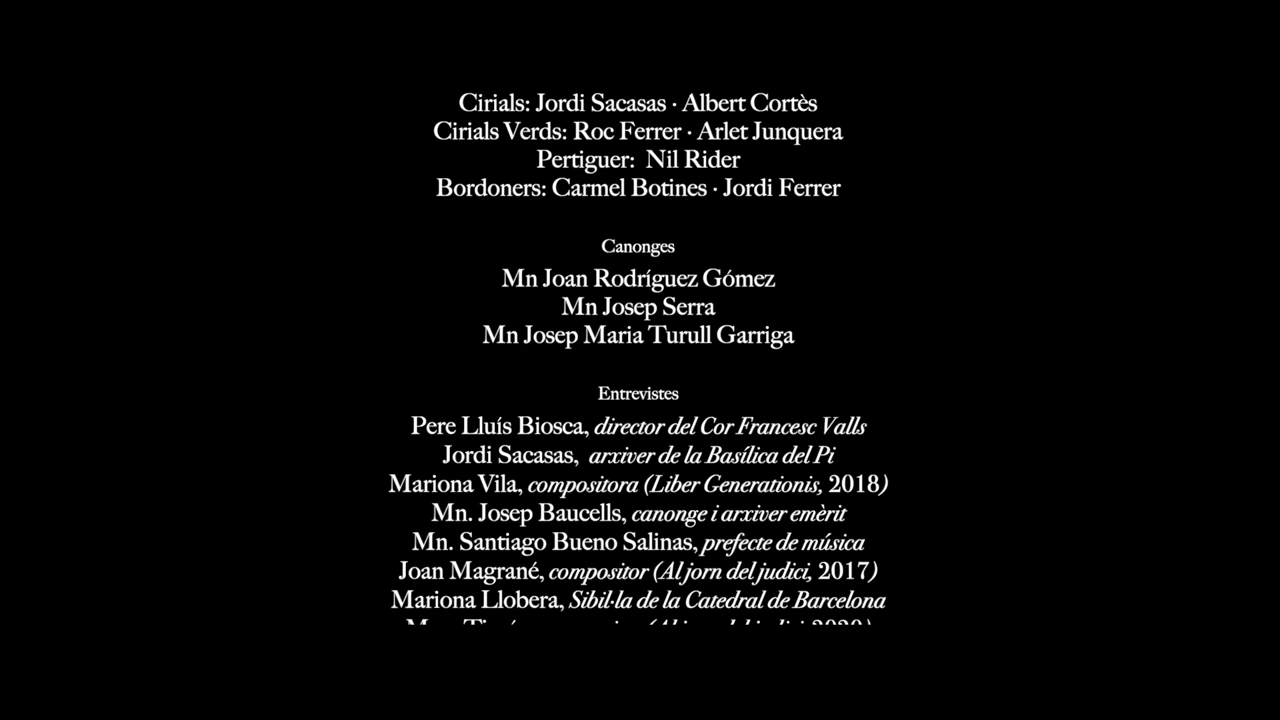 Cirials: Jordi Sacasas · Albert Cortès
Cirials Verds: Roc Ferrer · Arlet Junquera
Pertiguer: Nil Rider
Bordoners: Carmel Botines · Jordi Ferrer
Canonges
Mn Joan Rodríguez Gómez
Mn Josep Serra
Mn Josep Maria Turull Garriga
Entrevistes
Pere Lluís Biosca, director del Cor Francesc Valls
Jordi Sacasas, arxiver de la Basílica del Pi
Mariona Vila, compositora (Liber Generationis, 2018)
Mn. Josep Baucells, canonge i arxiver emèrit
Mn. Santiago Bueno Salinas, prefecte de música
Joan Magrané, compositor (Al jorn del judici, 2017)
Mariona Llobera, Sibil·la de la Catedral de Barcelona